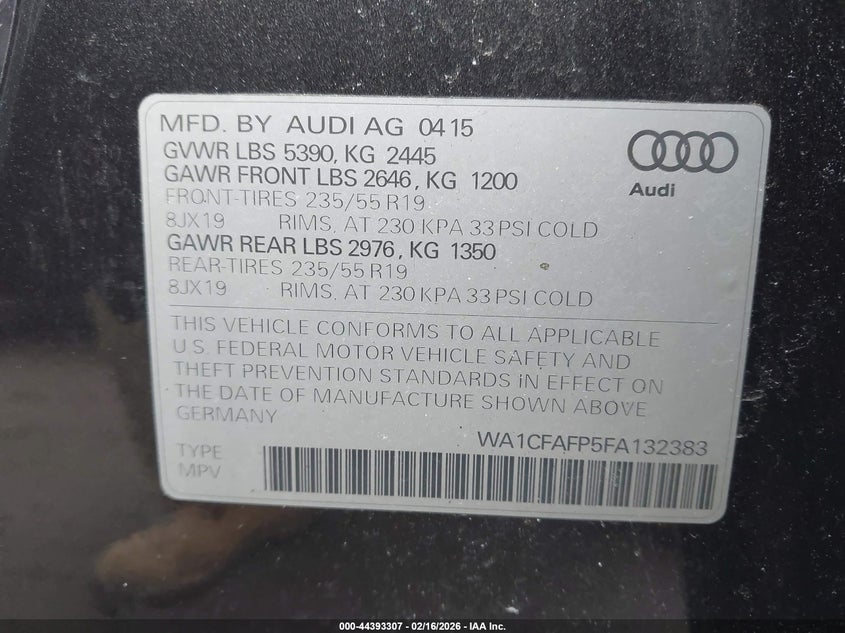 MFD. BY AUDI AG 04 15
GVWR LBS 5390, KG 2445
GAWR FRONT LBS 2646, KG 1200
FRONT-TIRES 235/55 R19
8JX19 RIMS, AT 230 KPA 33 PSI COLD
GAWR REAR LBS 2976, KG 1350
REAR-TIRES 235/55 R19
8JX19 RIMS, AT 230 KPA 33 PSI COLD
Audi
THIS VEHICLE CONFORMS TO ALL APPLICABLE
U.S. FEDERAL MOTOR VEHICLE SAFETY AND
THEFT PREVENTION STANDARDS IN EFFECT ON
THE DATE OF MANUFACTURE SHOWN ABOVE
GERMANY
WA1CFAFP5FA132383
TYPE
MPV
000-44393307 - 02/16/2026 - IAA Inc.